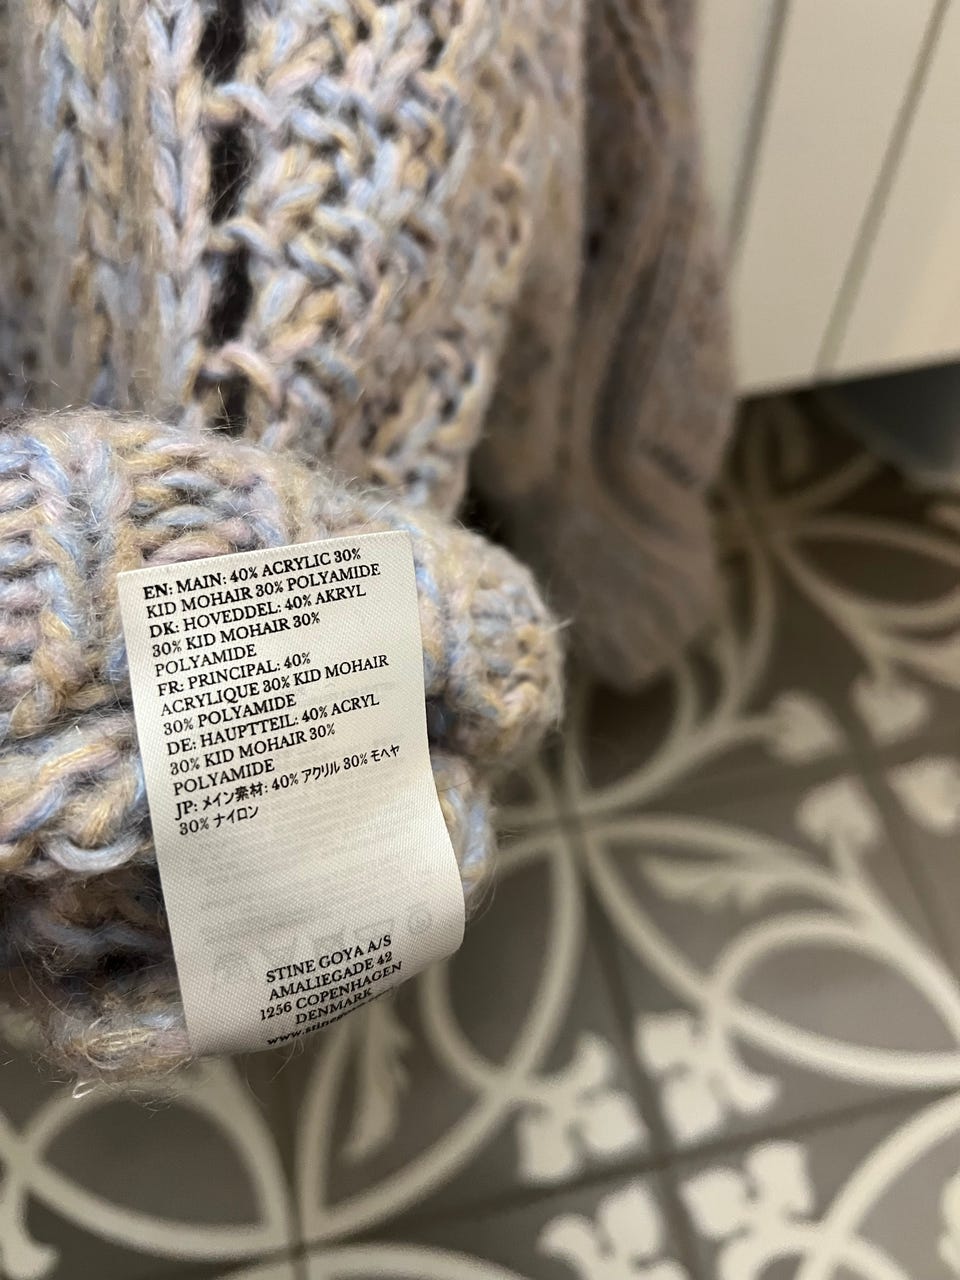 EN: MAIN: 40% ACRYLIC 30%
KID MOHAIR 30% POLYAMIDE
DK: HOVEDDEL: 40% AKRYL
30% KID MOHAIR 30%
POLYAMIDE
FR: PRINCIPAL: 40%
ACRYLIQUE 30% KID MOHAIR
30% POLYAMIDE
DE: HAUPTTEIL: 40% ACRYL
30% KID MOHAIR 30%
POLYAMIDE
JP: メイン素材: 40% アクリル 30% モヘヤ
30% ナイロン
STINE GOYA A/S
AMALIEGADE 42
1256 COPENHAGEN
DENMARK